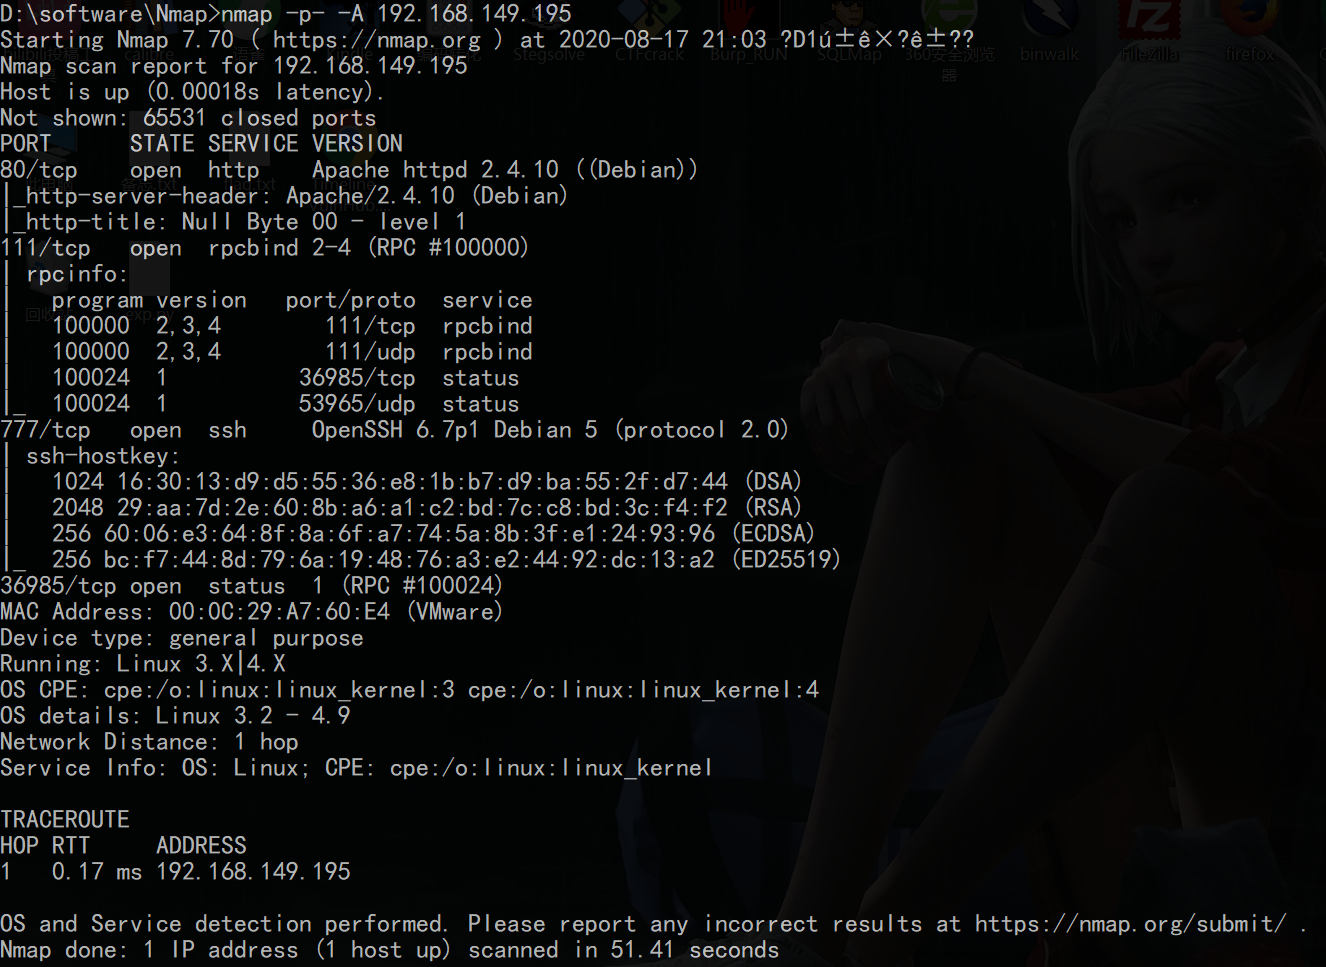 D:\software\Nmap>nmap -p- -A 192.168.149.195
Starting Nmap 7.70 ( https://nmap.org ) at 2020-08-17 21:03 ?D1ú±ê×?ê±??
Nmap scan report for 192.168.149.195
Host is up (0.00018s latency).
Not shown: 65531 closed ports
PORT      STATE SERVICE VERSION
80/tcp    open  http    Apache httpd 2.4.10 ((Debian))
|_http-server-header: Apache/2.4.10 (Debian)
|_http-title: Null Byte 00 - level 1
111/tcp   open  rpcbind 2-4 (RPC #100000)
| rpcinfo:
|   program version   port/proto  service
|   100000  2,3,4        111/tcp  rpcbind
|   100000  2,3,4        111/udp  rpcbind
|   100024  1          36985/tcp  status
|_  100024  1          53965/udp  status
777/tcp   open  ssh     OpenSSH 6.7p1 Debian 5 (protocol 2.0)
| ssh-hostkey:
|   1024 16:30:13:d9:d5:55:36:e8:1b:b7:d9:ba:55:2f:d7:44 (DSA)
|   2048 29:aa:7d:2e:60:8b:a6:a1:c2:bd:7c:c8:bd:3c:f4:f2 (RSA)
|   256 60:06:e3:64:8f:8a:6f:a7:74:5a:8b:3f:e1:24:93:96 (ECDSA)
|_  256 bc:f7:44:8d:79:6a:19:48:76:a3:e2:44:92:dc:13:a2 (ED25519)
36985/tcp open  status  1 (RPC #100024)
MAC Address: 00:0C:29:A7:60:E4 (VMware)
Device type: general purpose
Running: Linux 3.X|4.X
OS CPE: cpe:/o:linux:linux_kernel:3 cpe:/o:linux:linux_kernel:4
OS details: Linux 3.2 - 4.9
Network Distance: 1 hop
Service Info: OS: Linux; CPE: cpe:/o:linux:linux_kernel
TRACEROUTE
HOP RTT     ADDRESS
1   0.17 ms 192.168.149.195
OS and Service detection performed. Please report any incorrect results at https://nmap.org/submit/ .
Nmap done: 1 IP address (1 host up) scanned in 51.41 seconds
Stegsolve
CTFcrack
Burp_KUN
SQLMap
360安全浏览器
binwalk
FileZilla
firefox